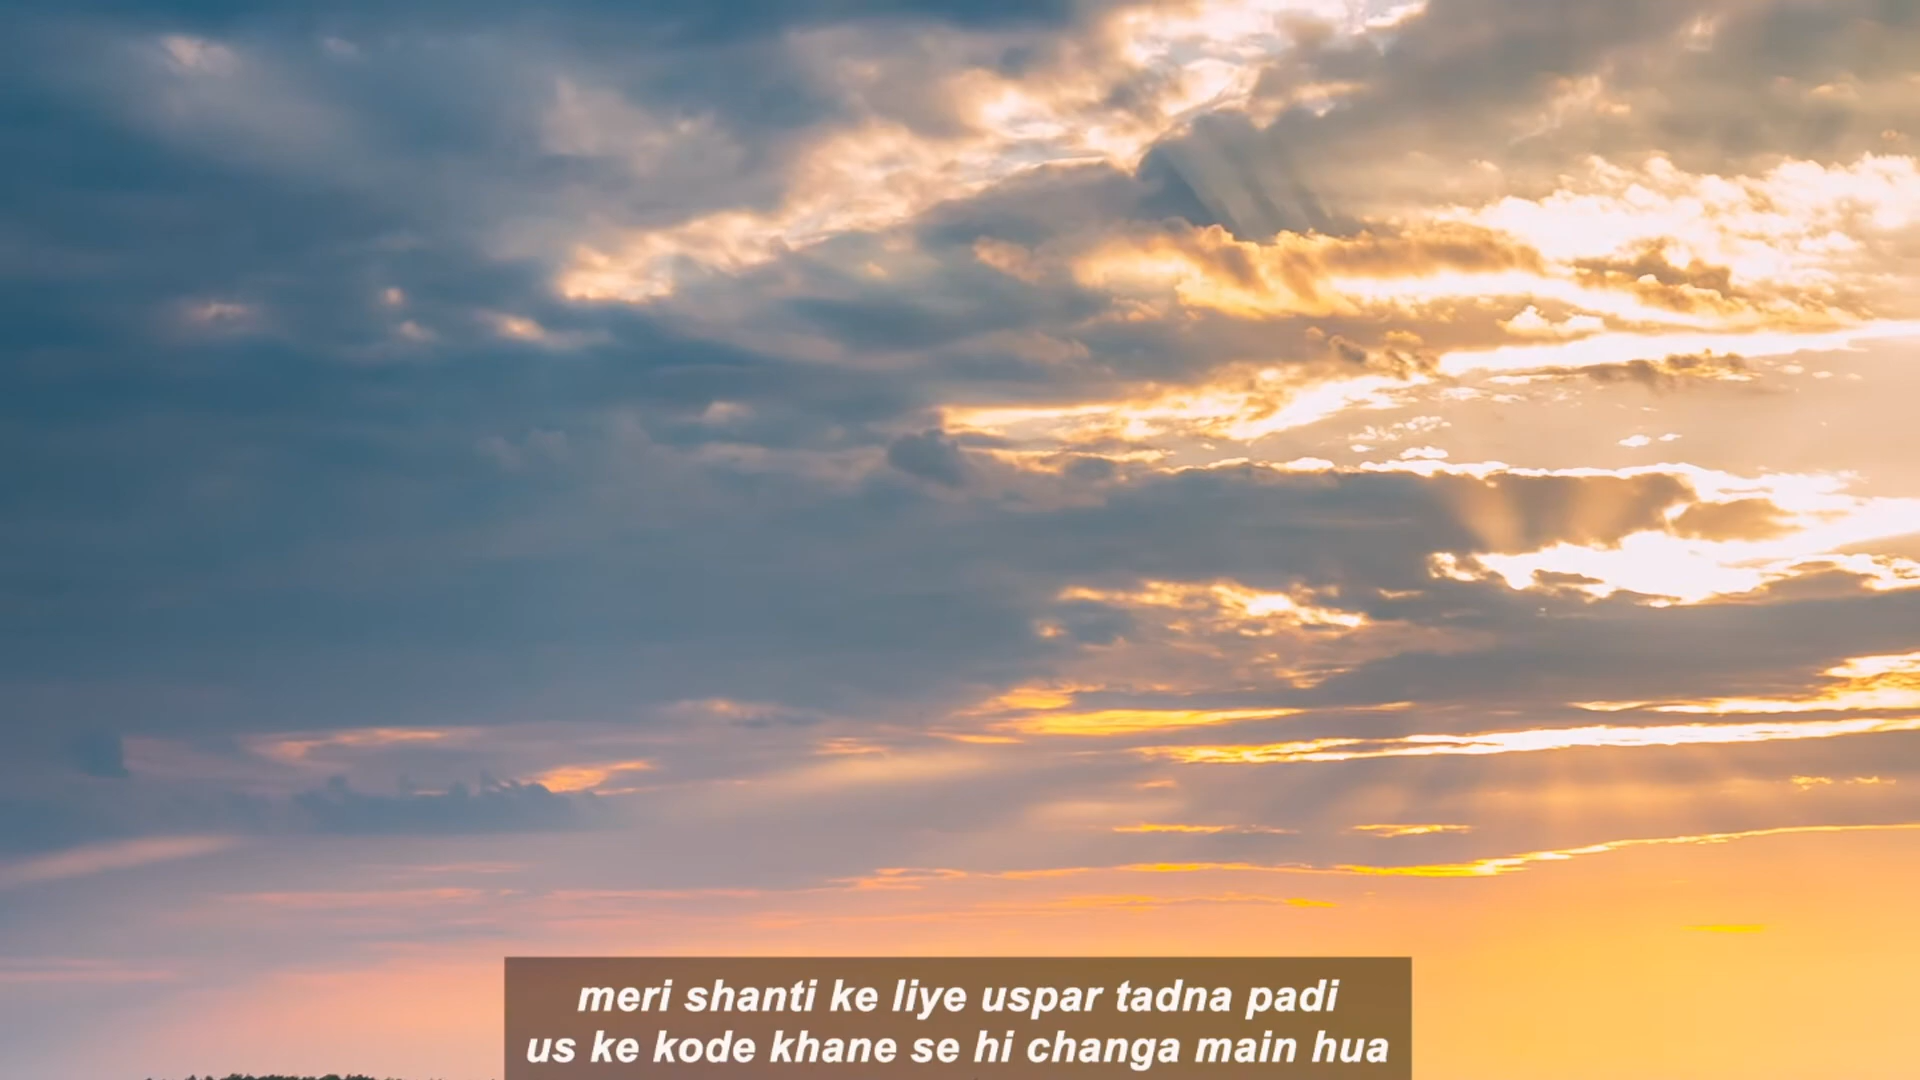 meri shanti ke liye uspar tadna padi
us ke kode khane se hi changa main hua